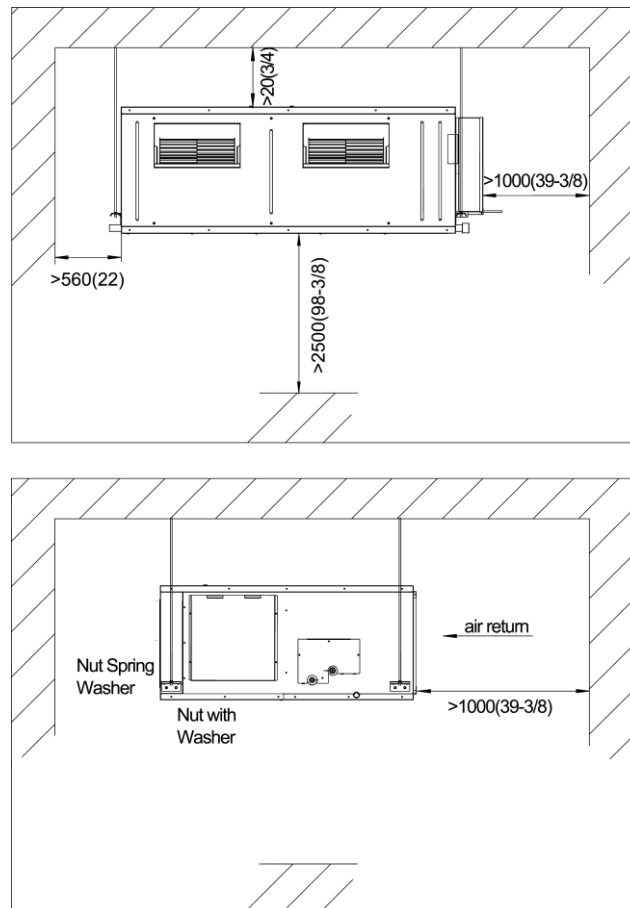 >20(3/4)
>1000(39-3/8)
>560(22)
>2500(98-3/8)
air return
Nut Spring
Washer
>1000(39-3/8)
Nut with
Washer